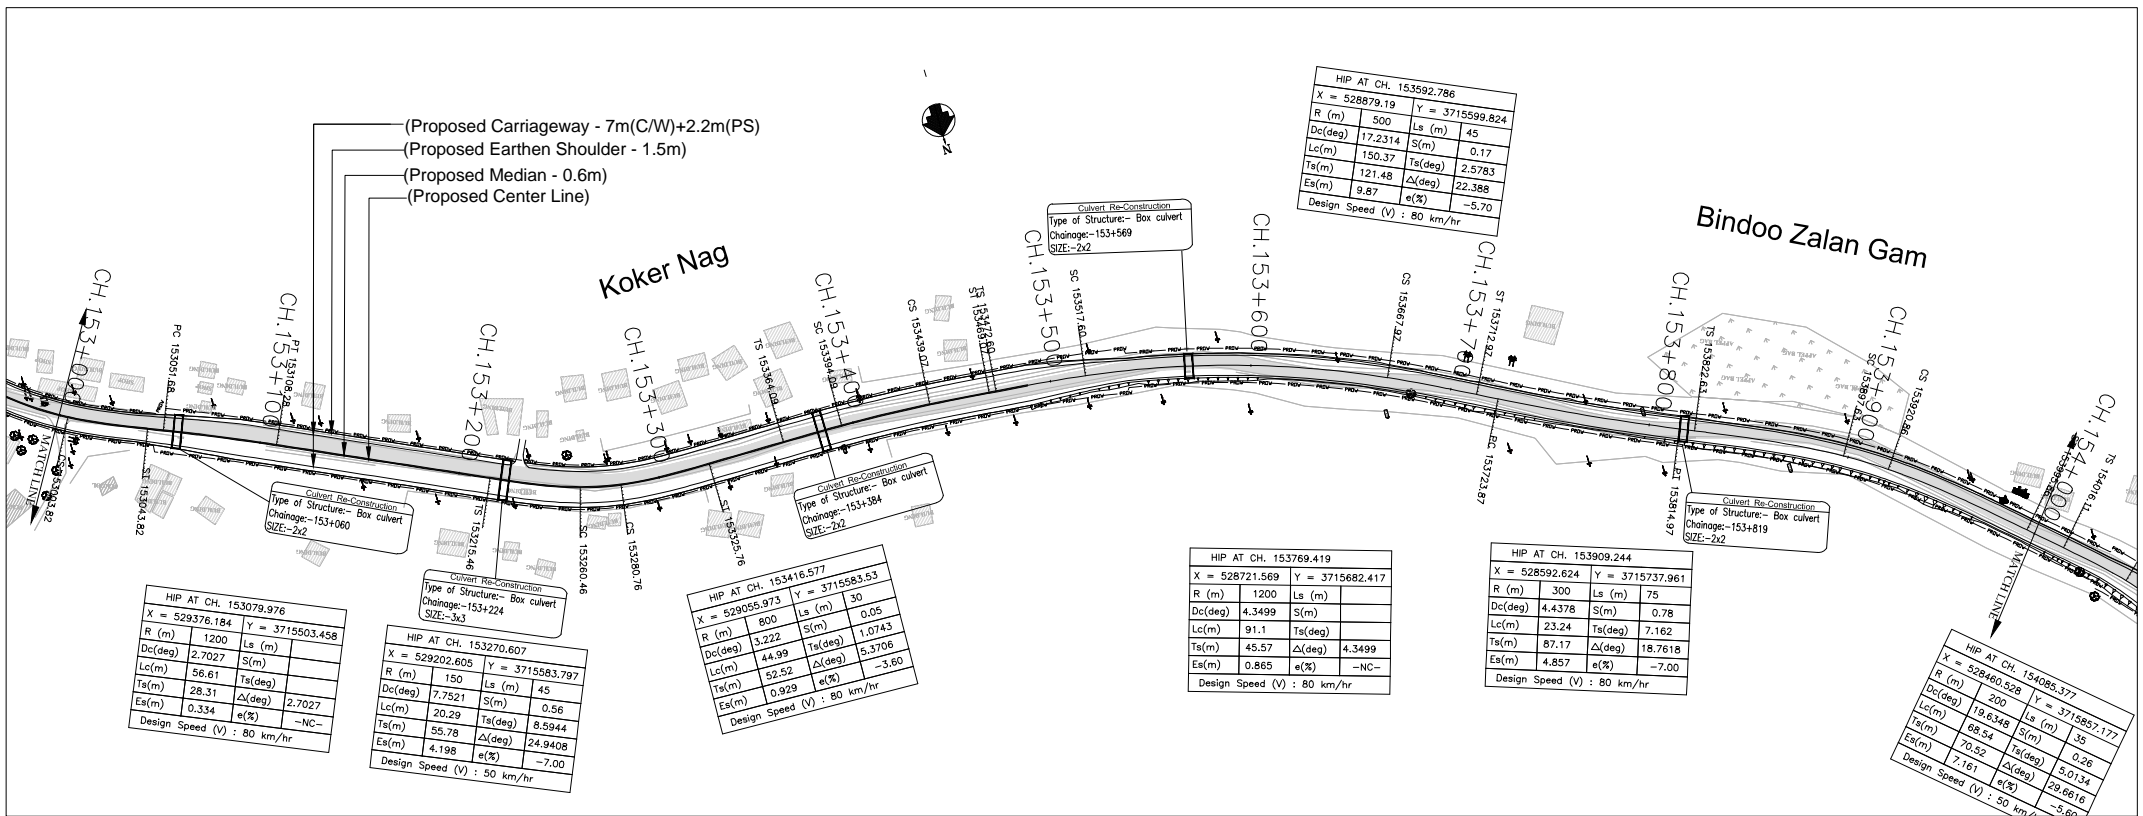 (Proposed Carriageway - 7m(C/W)+2.2m(PS)
(Proposed Earthen Shoulder - 1.5m)
(Proposed Median - 0.6m)
(Proposed Center Line)
N
Koker Nag
Bindoo Zalan Gam
HIP AT CH. 153592.786
X = 528879.19 Y = 3715599.824
R (m) 500 Ls (m) 45
Dc(deg) 17.2314 S(m) 0.17
Lc(m) 150.37 Ts(deg) 2.5783
Ts(m) 121.48 Δ(deg) 22.388
Es(m) 9.87 e(%) -5.70
Design Speed (V) : 80 km/hr
Culvert Re-Construction
Type of Structure:- Box culvert
Chainage:-153+569
SIZE:-2x2
CH.153+000
PC 153051.68
CH.153+100
PT 153108.28
CH.153+200
CH.153+300
TS 153364.09
SC 153394.09
CH.153+400
CS 153439.07
ST 153469.07
TS 153472.60
CH.153+500
SC 153517.60
CH.153+600
CS 153667.97
CH.153+700
ST 153712.97
CH.153+800
TS 153822.63
SC 153897.63
CH.153+900
CS 153920.86
CH.154+000
TS 154016.11
MATCH LINE
CS 153003.82
ST 153043.82
TS 153215.46
SC 153260.46
CS 153280.76
ST 153325.76
PC 153723.87
PT 153814.97
MATCH LINE
Culvert Re-Construction
Type of Structure:- Box culvert
Chainage:-153+060
SIZE:-2x2
Culvert Re-Construction
Type of Structure:- Box culvert
Chainage:-153+224
SIZE:-3x3
Culvert Re-Construction
Type of Structure:- Box culvert
Chainage:-153+384
SIZE:-2x2
Culvert Re-Construction
Type of Structure:- Box culvert
Chainage:-153+819
SIZE:-2x2
HIP AT CH. 153079.976
X = 529376.184 Y = 3715503.458
R (m) 1200 Ls (m)
Dc(deg) 2.7027 S(m)
Lc(m) 56.61 Ts(deg)
Ts(m) 28.31 Δ(deg) 2.7027
Es(m) 0.334 e(%) -NC-
Design Speed (V) : 80 km/hr
HIP AT CH. 153270.607
X = 529202.605 Y = 3715583.797
R (m) 150 Ls (m) 45
Dc(deg) 7.7521 S(m) 0.56
Lc(m) 20.29 Ts(deg) 8.5944
Ts(m) 55.78 Δ(deg) 24.9408
Es(m) 4.198 e(%) -7.00
Design Speed (V) : 50 km/hr
HIP AT CH. 153416.577
X = 529055.973 Y = 3715583.53
R (m) 800 Ls (m) 30
Dc(deg) 3.222 S(m) 0.05
Lc(m) 44.99 Ts(deg) 1.0743
Ts(m) 52.52 Δ(deg) 5.3706
Es(m) 0.929 e(%) -3.60
Design Speed (V) : 80 km/hr
HIP AT CH. 153769.419
X = 528721.569 Y = 3715682.417
R (m) 1200 Ls (m)
Dc(deg) 4.3499 S(m)
Lc(m) 91.1 Ts(deg)
Ts(m) 45.57 Δ(deg) 4.3499
Es(m) 0.865 e(%) -NC-
Design Speed (V) : 80 km/hr
HIP AT CH. 153909.244
X = 528592.624 Y = 3715737.961
R (m) 300 Ls (m) 75
Dc(deg) 4.4378 S(m) 0.78
Lc(m) 23.24 Ts(deg) 7.162
Ts(m) 87.17 Δ(deg) 18.7618
Es(m) 4.857 e(%) -7.00
Design Speed (V) : 80 km/hr
HIP AT CH. 154085.377
X = 528460.528 Y = 3715857.177
R (m) 200 Ls (m) 35
Dc(deg) 19.6348 S(m) 0.26
Lc(m) 68.54 Ts(deg) 5.0134
Ts(m) 70.52 Δ(deg) 29.6616
Es(m) 7.161 e(%) -5.60
Design Speed (V) : 50